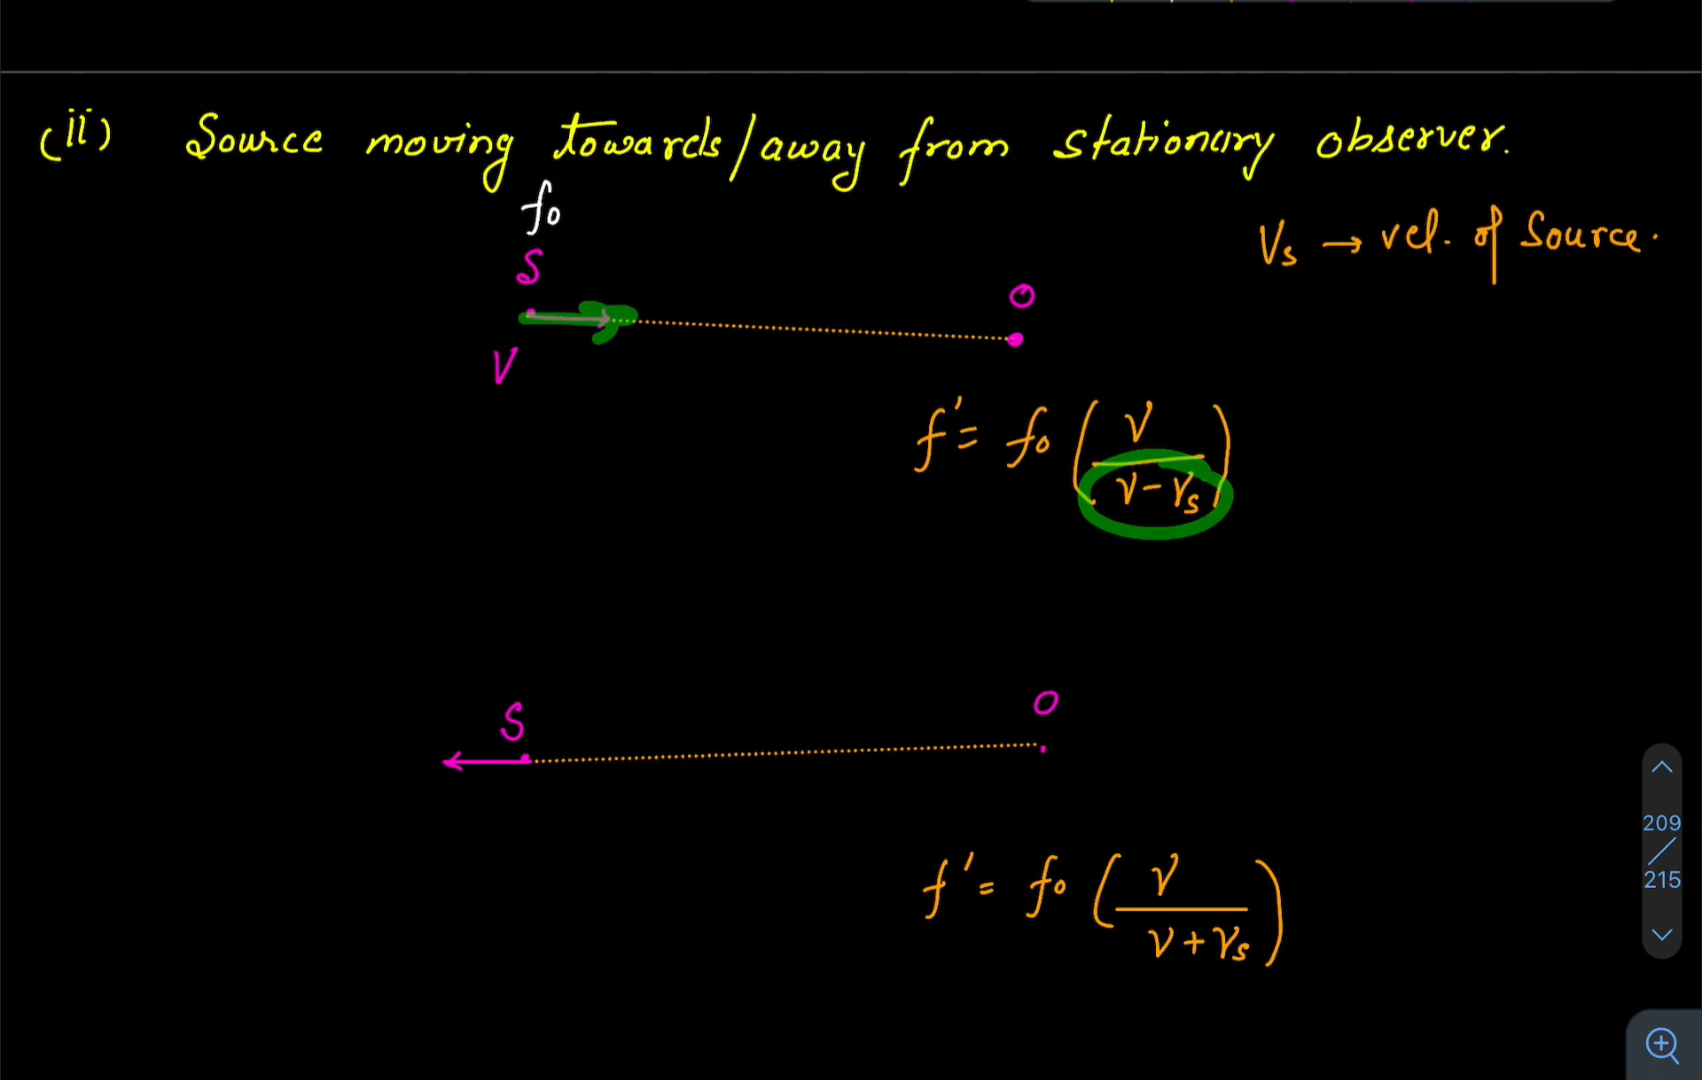 (ii) Source moving towards/away from stationary observer.
fo
S
Vs → vel. of Source.
O
V
f' = fo (v / v - vs)
S
O
f' = fo (v / v + vs)
209
/
215